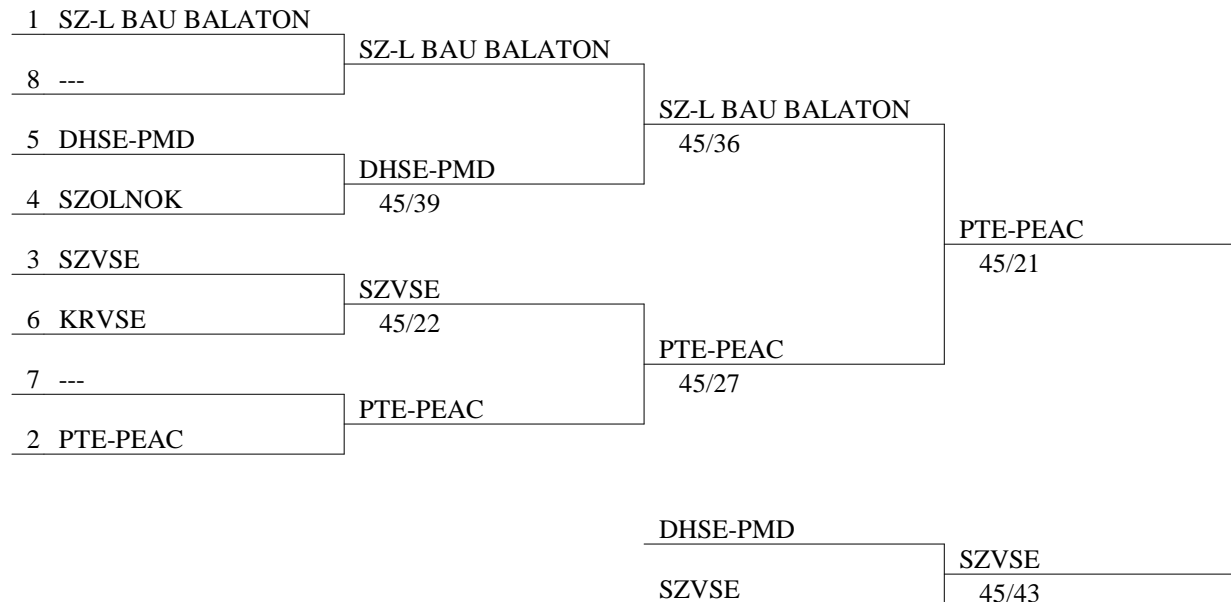 1 SZ-L BAU BALATON
SZ-L BAU BALATON
8 ---
SZ-L BAU BALATON
45/36
5 DHSE-PMD
DHSE-PMD
45/39
4 SZOLNOK
PTE-PEAC
45/21
3 SZVSE
SZVSE
45/22
6 KRVSE
PTE-PEAC
45/27
7 ---
PTE-PEAC
2 PTE-PEAC
DHSE-PMD
SZVSE
45/43
SZVSE